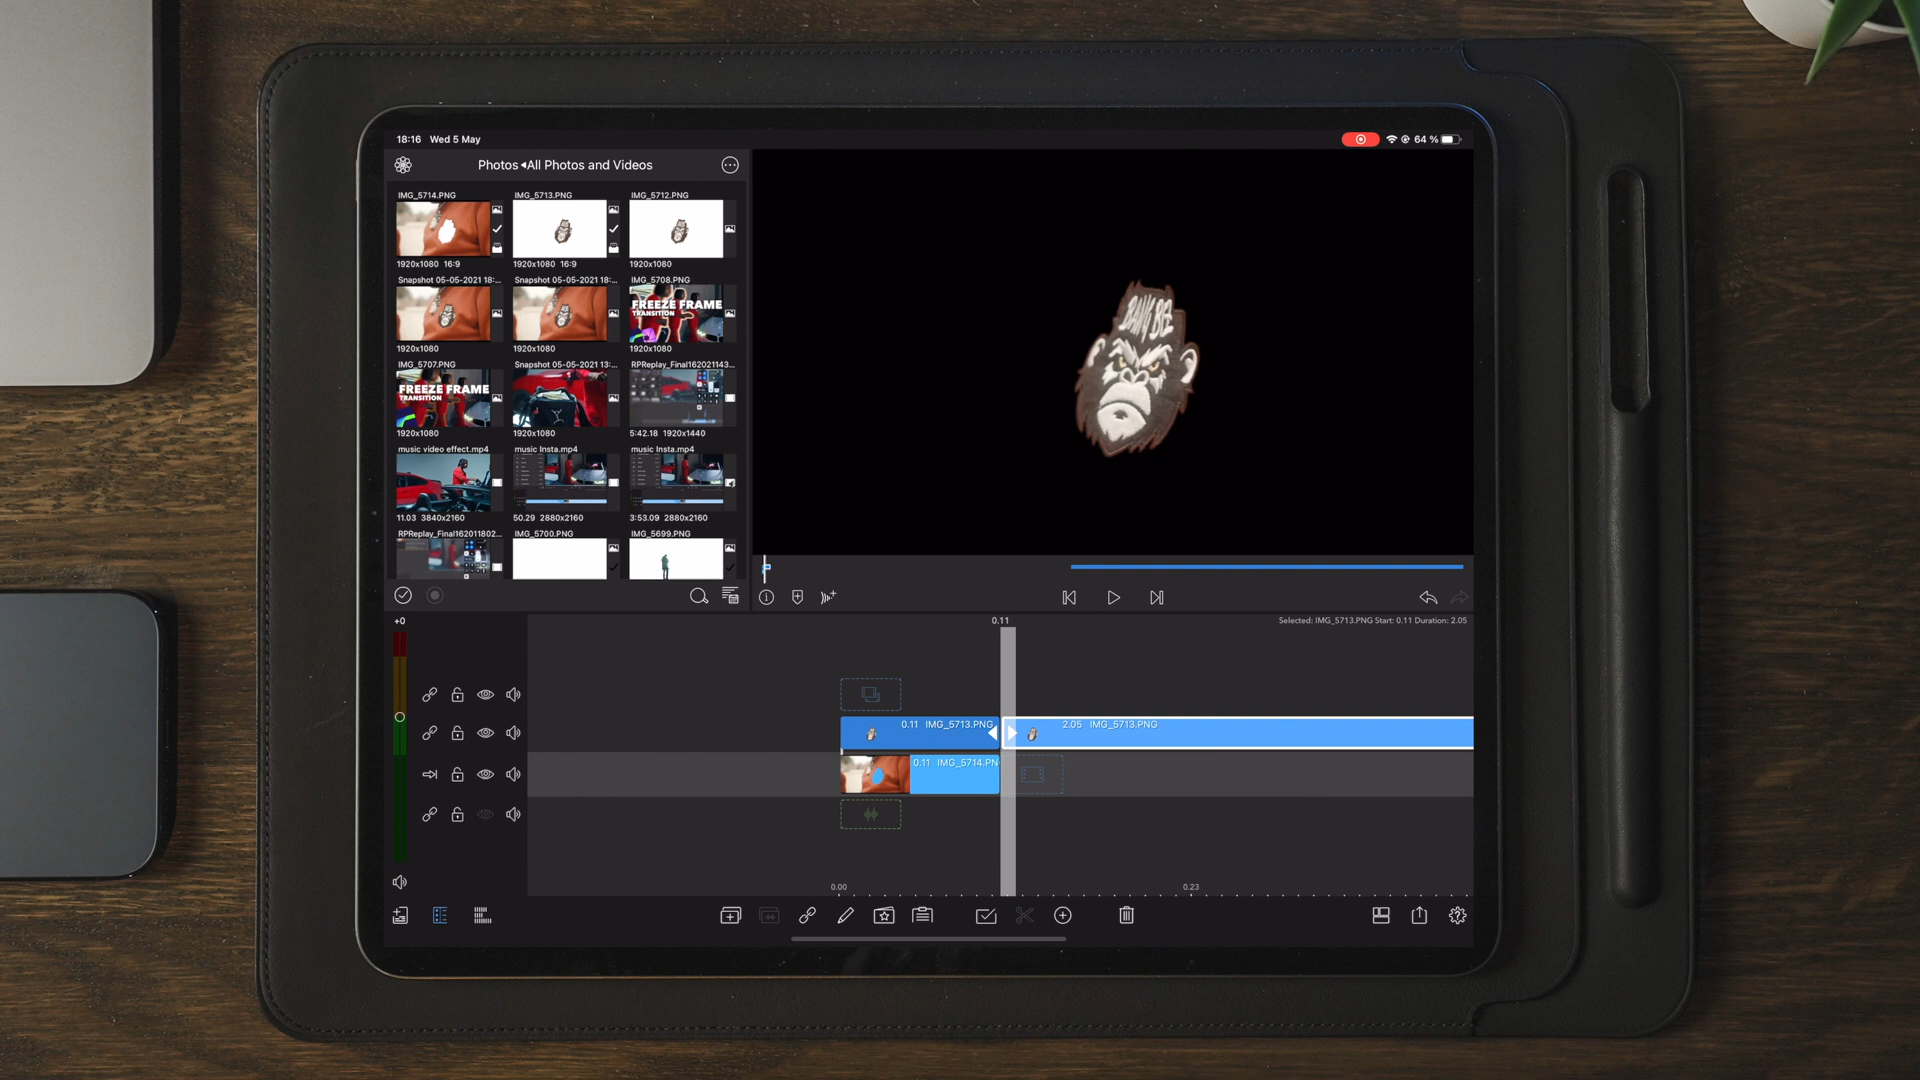 18:16 Wed 5 May
64 %
Photos All Photos and Videos
IMG_5714.PNG IMG_5713.PNG IMG_5712.PNG
1920x1080 16:9 1920x1080 16:9 1920x1080
Snapshot 05-05-2021 18:... Snapshot 05-05-2021 18:... IMG_5708.PNG
FREEZE FRAME
TRANSITION
1920x1080 1920x1080 1920x1080
IMG_5707.PNG Snapshot 05-05-2021 13:... RPReplay_Final162021143...
FREEZE FRAME
TRANSITION
1920x1080 1920x1080 5:42.18 1920x1440
music video effect.mp4 music Insta.mp4 music Insta.mp4
11.03 3840x2160 50.29 2880x2160 3:53.09 2880x2160
RPReplay_Final162011802... IMG_5700.PNG IMG_5699.PNG
+0
0.11
Selected: IMG_5713.PNG Start: 0.11 Duration: 2.05
0.11 IMG_5713.PNG
2.05 IMG_5713.PNG
0.11 IMG_5714.PN
0.00
0.23